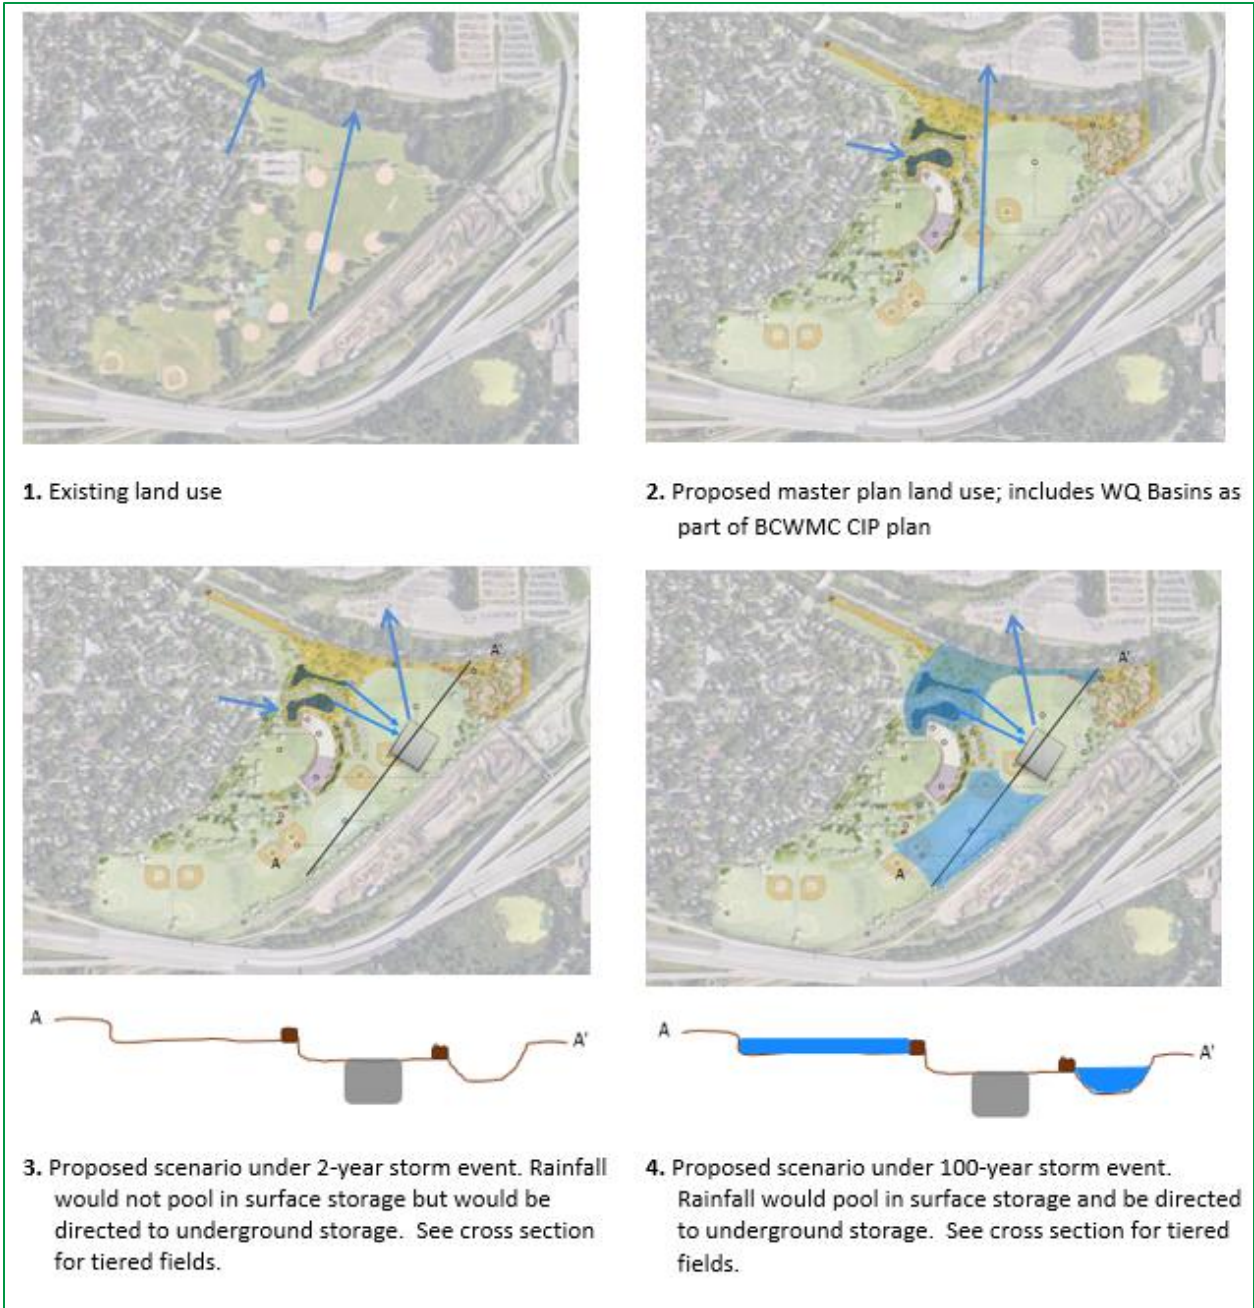 1. Existing land use
2. Proposed master plan land use; includes WQ Basins as
part of BCWMC CIP plan
A'
A
A'
A
A
A'
A
A'
3. Proposed scenario under 2-year storm event. Rainfall
would not pool in surface storage but would be
directed to underground storage.  See cross section
for tiered fields.
4. Proposed scenario under 100-year storm event.
Rainfall would pool in surface storage and be directed
to underground storage.  See cross section for tiered
fields.